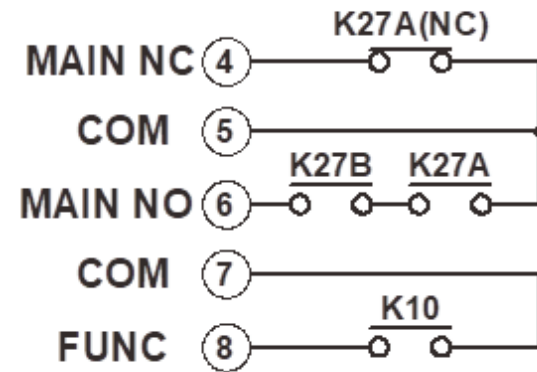 K27A(NC)
MAIN NC 4
COM 5
K27B K27A
MAIN NO 6
COM 7
K10
FUNC 8